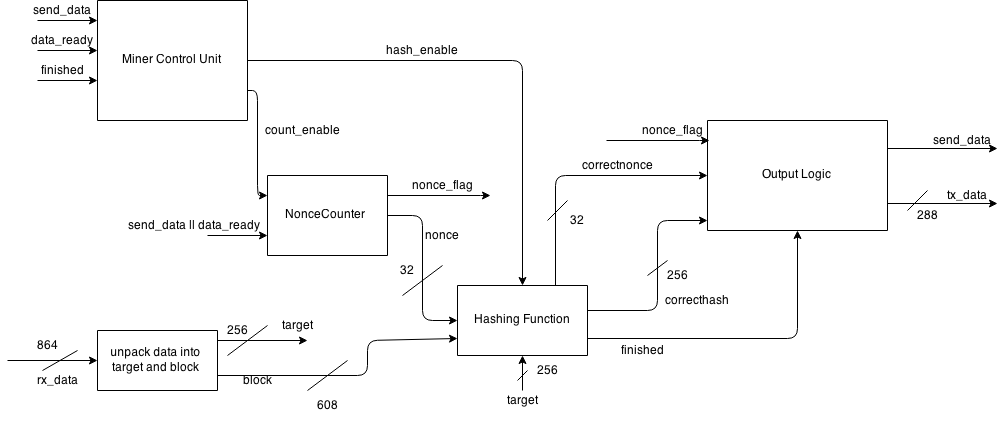 send_data
data_ready
finished
Miner Control Unit
hash_enable
count_enable
nonce_flag
correctnonce
Output Logic
send_data
tx_data
288
32
NonceCounter
nonce_flag
send_data ll data_ready
nonce
32
256
correcthash
Hashing Function
finished
256
target
864
rx_data
unpack data into
target and block
256
target
block
608